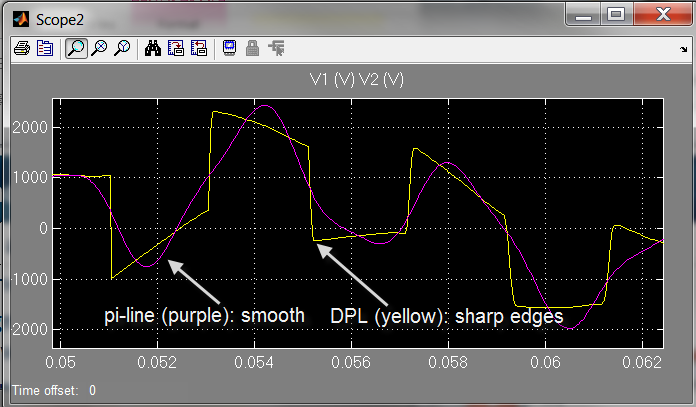 Scope2
V1 (V) V2 (V)
2000
1000
0
-1000
-2000
pi-line (purple): smooth
DPL (yellow): sharp edges
0.05 0.052 0.054 0.056 0.058 0.06 0.062
Time offset: 0